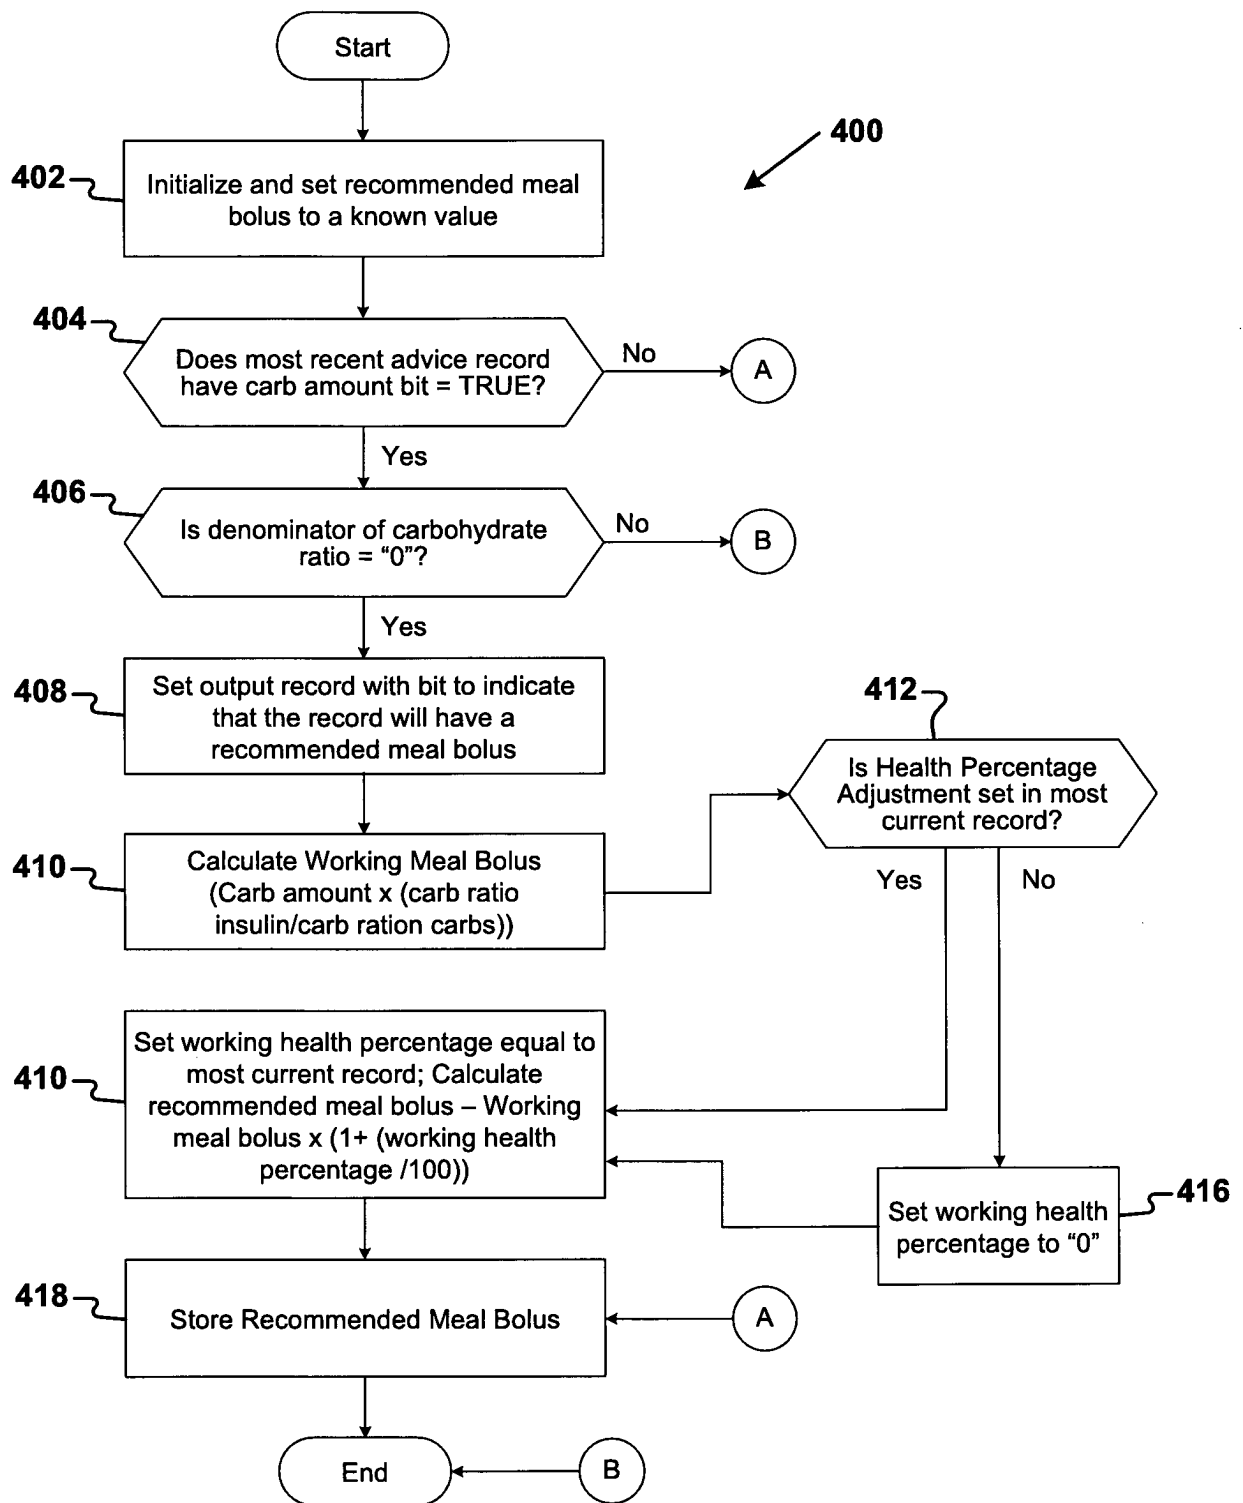 Start
400
402
Initialize and set recommended meal
bolus to a known value
404
Does most recent advice record
have carb amount bit = TRUE?
No
A
Yes
406
Is denominator of carbohydrate
ratio = “0”?
No
B
Yes
408
Set output record with bit to indicate
that the record will have a
recommended meal bolus
412
Is Health Percentage
Adjustment set in most
current record?
410
Calculate Working Meal Bolus
(Carb amount x (carb ratio
insulin/carb ration carbs))
Yes
No
410
Set working health percentage equal to
most current record; Calculate
recommended meal bolus – Working
meal bolus x (1+ (working health
percentage /100))
416
Set working health
percentage to “0”
418
Store Recommended Meal Bolus
A
End
B